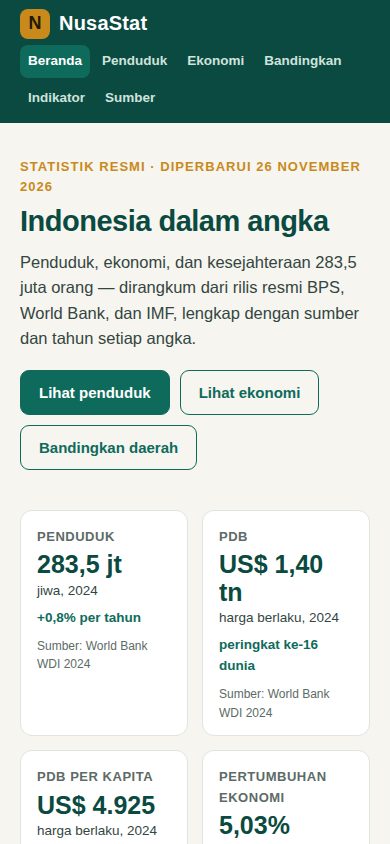 N NusaStat
Beranda Penduduk Ekonomi Bandingkan
Indikator Sumber
STATISTIK RESMI · DIPERBARUI 26 NOVEMBER
2026
Indonesia dalam angka
Penduduk, ekonomi, dan kesejahteraan 283,5
juta orang — dirangkum dari rilis resmi BPS,
World Bank, dan IMF, lengkap dengan sumber
dan tahun setiap angka.
Lihat penduduk Lihat ekonomi
Bandingkan daerah
PENDUDUK
283,5 jt
jiwa, 2024
+0,8% per tahun
Sumber: World Bank
WDI 2024
PDB
US$ 1,40
tn
harga berlaku, 2024
peringkat ke-16
dunia
Sumber: World Bank
WDI 2024
PDB PER KAPITA
US$ 4.925
harga berlaku, 2024
PERTUMBUHAN
EKONOMI
5,03%